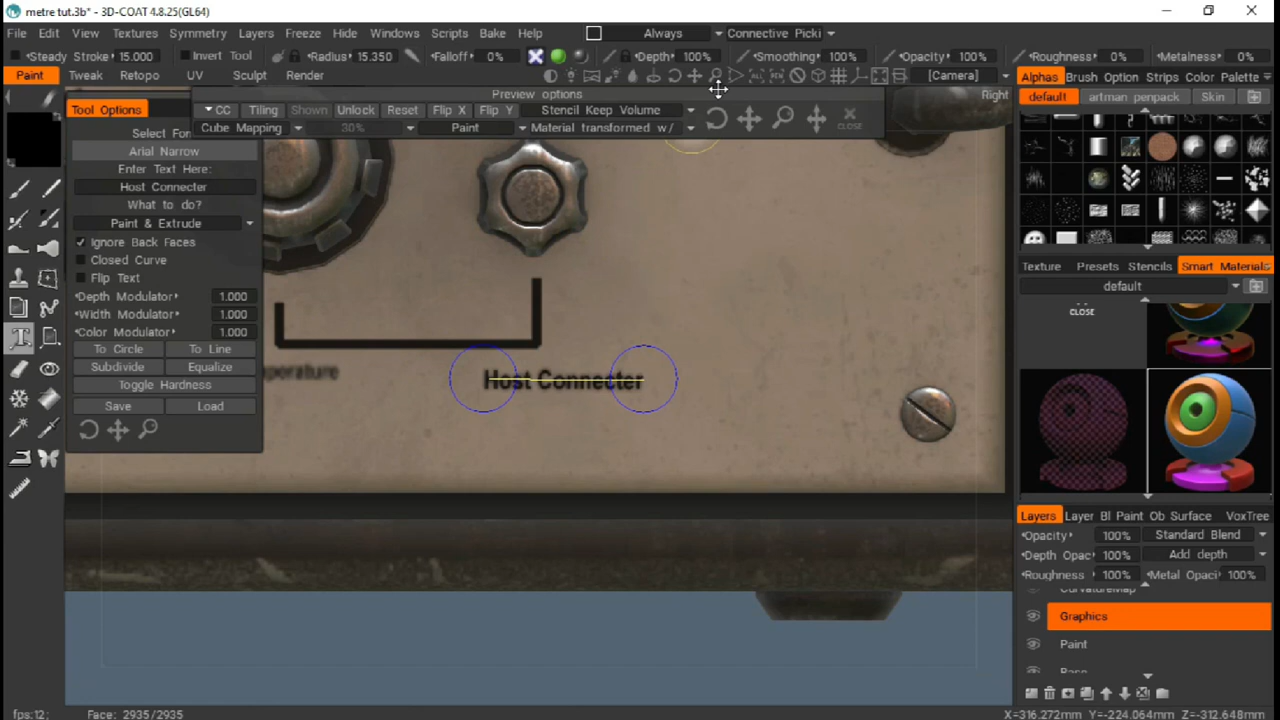 metre tut.3b* - 3D-COAT 4.8.25(GL64)
File Edit View Textures Symmetry Layers Freeze Hide Windows Scripts Bake Help Always Connective Picki
Steady Stroke 15.000 Invert Tool Radius 15.350 Falloff 0% Depth 100% Smoothing 100% Opacity 100% Roughness 0% Metalness 0%
Paint Tweak Retopo UV Sculpt Render [Camera] Alphas Brush Option Strips Color Palette
Preview options Right default artman penpack Skin
Tool Options CC Tiling Shown Unlock Reset Flip X Flip Y Stencil Keep Volume
Cube Mapping 30% Paint Material transformed w/ CLOSE
Select Fon
Arial Narrow
Enter Text Here:
Host Connecter
What to do?
Paint & Extrude
Ignore Back Faces
Closed Curve
Flip Text
Depth Modulator 1.000
Width Modulator 1.000
Color Modulator 1.000
To Circle To Line
Subdivide Equalize
Toggle Hardness
Save Load
perature
Host Connecter
Texture Presets Stencils Smart Materials
default
CLOSE
Layers Layer Bl Paint Ob Surface VoxTree
Opacity 100% Standard Blend
Depth Opac 100% Add depth
Roughness 100% Metal Opaci 100%
CurvatureMap
Graphics
Paint
Base
fps:12; Face: 2935/2935 X=316.272mm Y=-224.064mm Z=-312.648mm